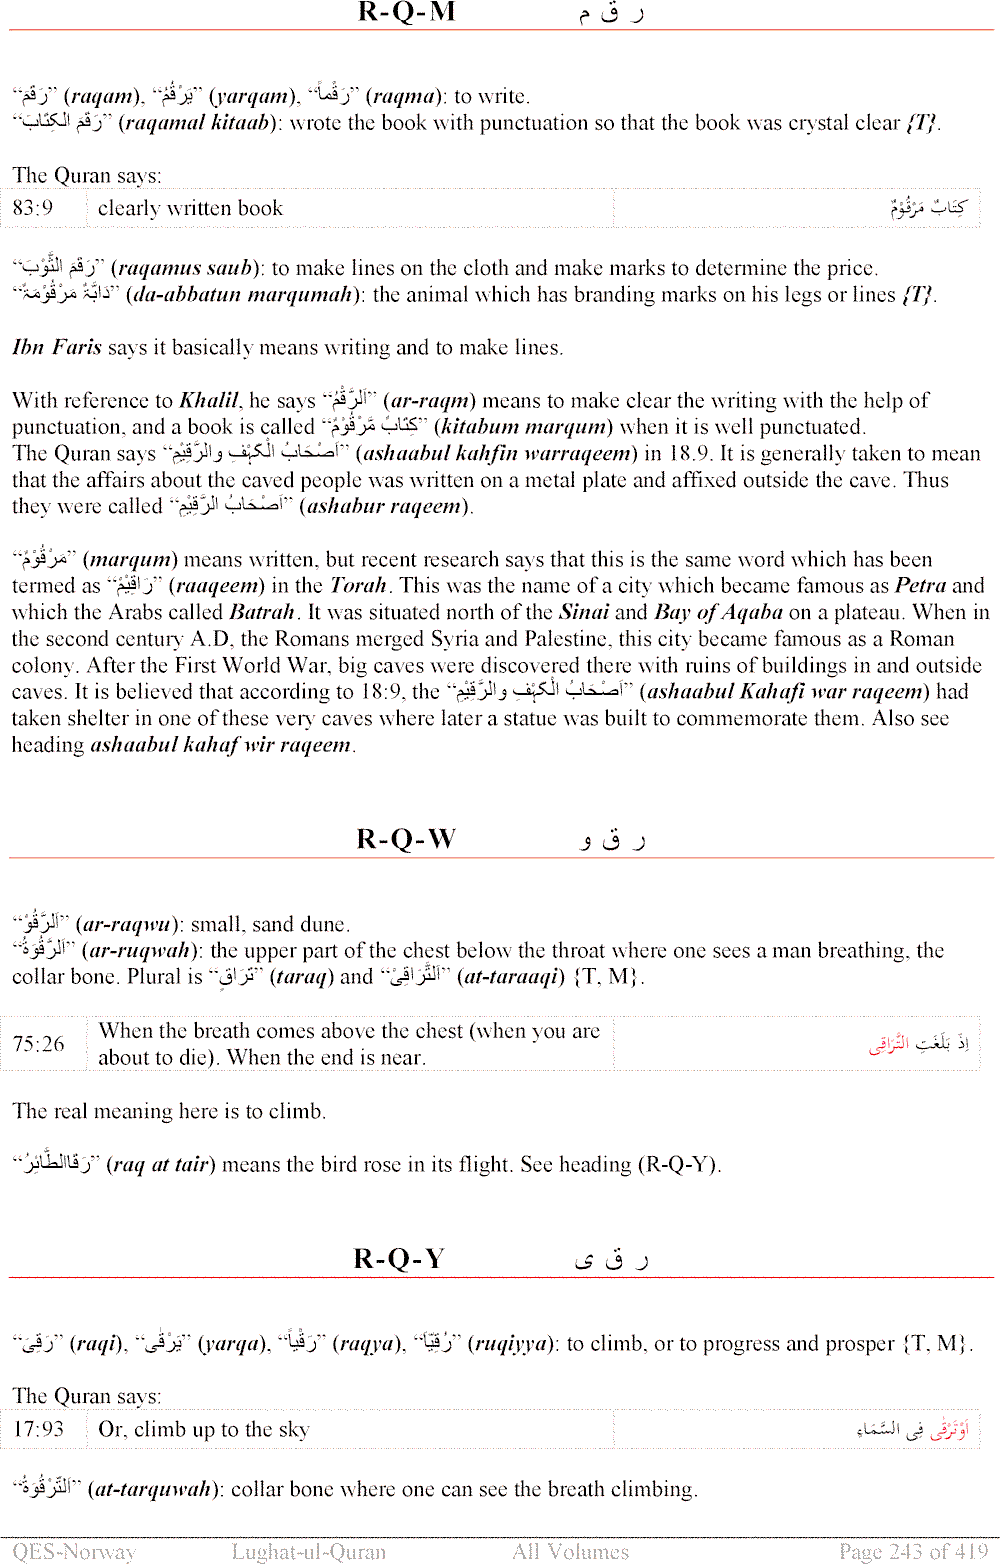 R-Q-M ر ق م
“رَقَمَ” (raqam), “یَرْقُمُ” (yarqam), “رَقْماً” (raqma): to write.
“رَقَمَ الکِتَابَ” (raqamal kitaab): wrote the book with punctuation so that the book was crystal clear {T}.
The Quran says:
83:9 clearly written book کِتَابٌ مَرْقُوْمٌ
“رَقَمَ الثَّوْبَ” (raqamus saub): to make lines on the cloth and make marks to determine the price.
“دَابَّۃٌ مَرْقُوْمَۃٌ” (da-abbatun marqumah): the animal which has branding marks on his legs or lines {T}.
Ibn Faris says it basically means writing and to make lines.
With reference to Khalil, he says “اَلرَّقْمُ” (ar-raqm) means to make clear the writing with the help of
punctuation, and a book is called “کِتَابٌ مَّرْقُوْمٌ” (kitabum marqum) when it is well punctuated.
The Quran says “اَصْحَابُ الْکَہْفِ والرَّقِیْمِ” (ashaabul kahfin warraqeem) in 18.9. It is generally taken to mean
that the affairs about the caved people was written on a metal plate and affixed outside the cave. Thus
they were called “اَصْحَابُ الرَّقِیْمِ” (ashabur raqeem).
“مَرْقُوْمٌ” (marqum) means written, but recent research says that this is the same word which has been
termed as “رَاقِیْمٌ” (raaqeem) in the Torah. This was the name of a city which became famous as Petra and
which the Arabs called Batrah. It was situated north of the Sinai and Bay of Aqaba on a plateau. When in
the second century A.D, the Romans merged Syria and Palestine, this city became famous as a Roman
colony. After the First World War, big caves were discovered there with ruins of buildings in and outside
caves. It is believed that according to 18:9, the “اَصْحَابُ الْکَہْفِ والرَّقِیْمِ” (ashaabul Kahafi war raqeem) had
taken shelter in one of these very caves where later a statue was built to commemorate them. Also see
heading ashaabul kahaf wir raqeem.
R-Q-W ر ق و
“اَلرَّقْوُ” (ar-raqwu): small, sand dune.
“اَلرَّقْوَۃُ” (ar-ruqwah): the upper part of the chest below the throat where one sees a man breathing, the
collar bone. Plural is “تَرَاقٍ” (taraq) and “اَلتَّرَاقِیْ” (at-taraaqi) {T, M}.
75:26 When the breath comes above the chest (when you are
about to die). When the end is near. اِذَ بَلَغَتِ التَّرَاقِی
The real meaning here is to climb.
“رَقَاالطَّائِرُ” (raq at tair) means the bird rose in its flight. See heading (R-Q-Y).
R-Q-Y ر ق ی
“رَقِیَ” (raqi), “یَرْقٰی” (yarqa), “رَقْیاً” (raqya), “رُقِیّاً” (ruqiyya): to climb, or to progress and prosper {T, M}.
The Quran says:
17:93 Or, climb up to the sky اَوْتَرْقٰی فِی السَّمَاءِ
“اَلتَّرْقُوَۃُ” (at-tarquwah): collar bone where one can see the breath climbing.
QES-Norway Lughat-ul-Quran All Volumes Page 243 of 419